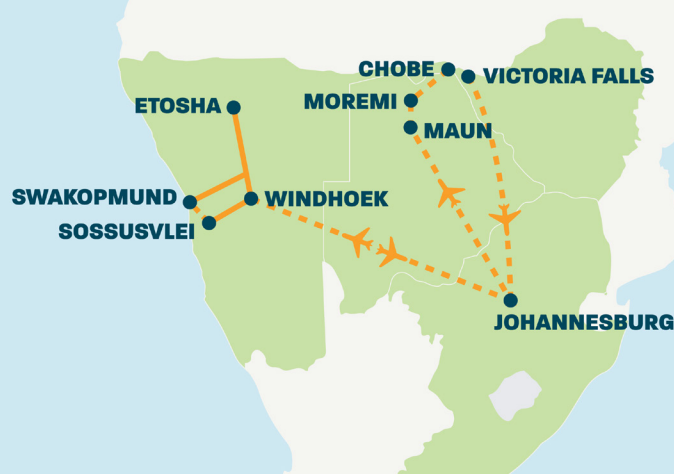 CHOBE
VICTORIA FALLS
ETOSHA
MOREMI
MAUN
SWAKOPMUND
WINDHOEK
SOSSUSVLEI
JOHANNESBURG